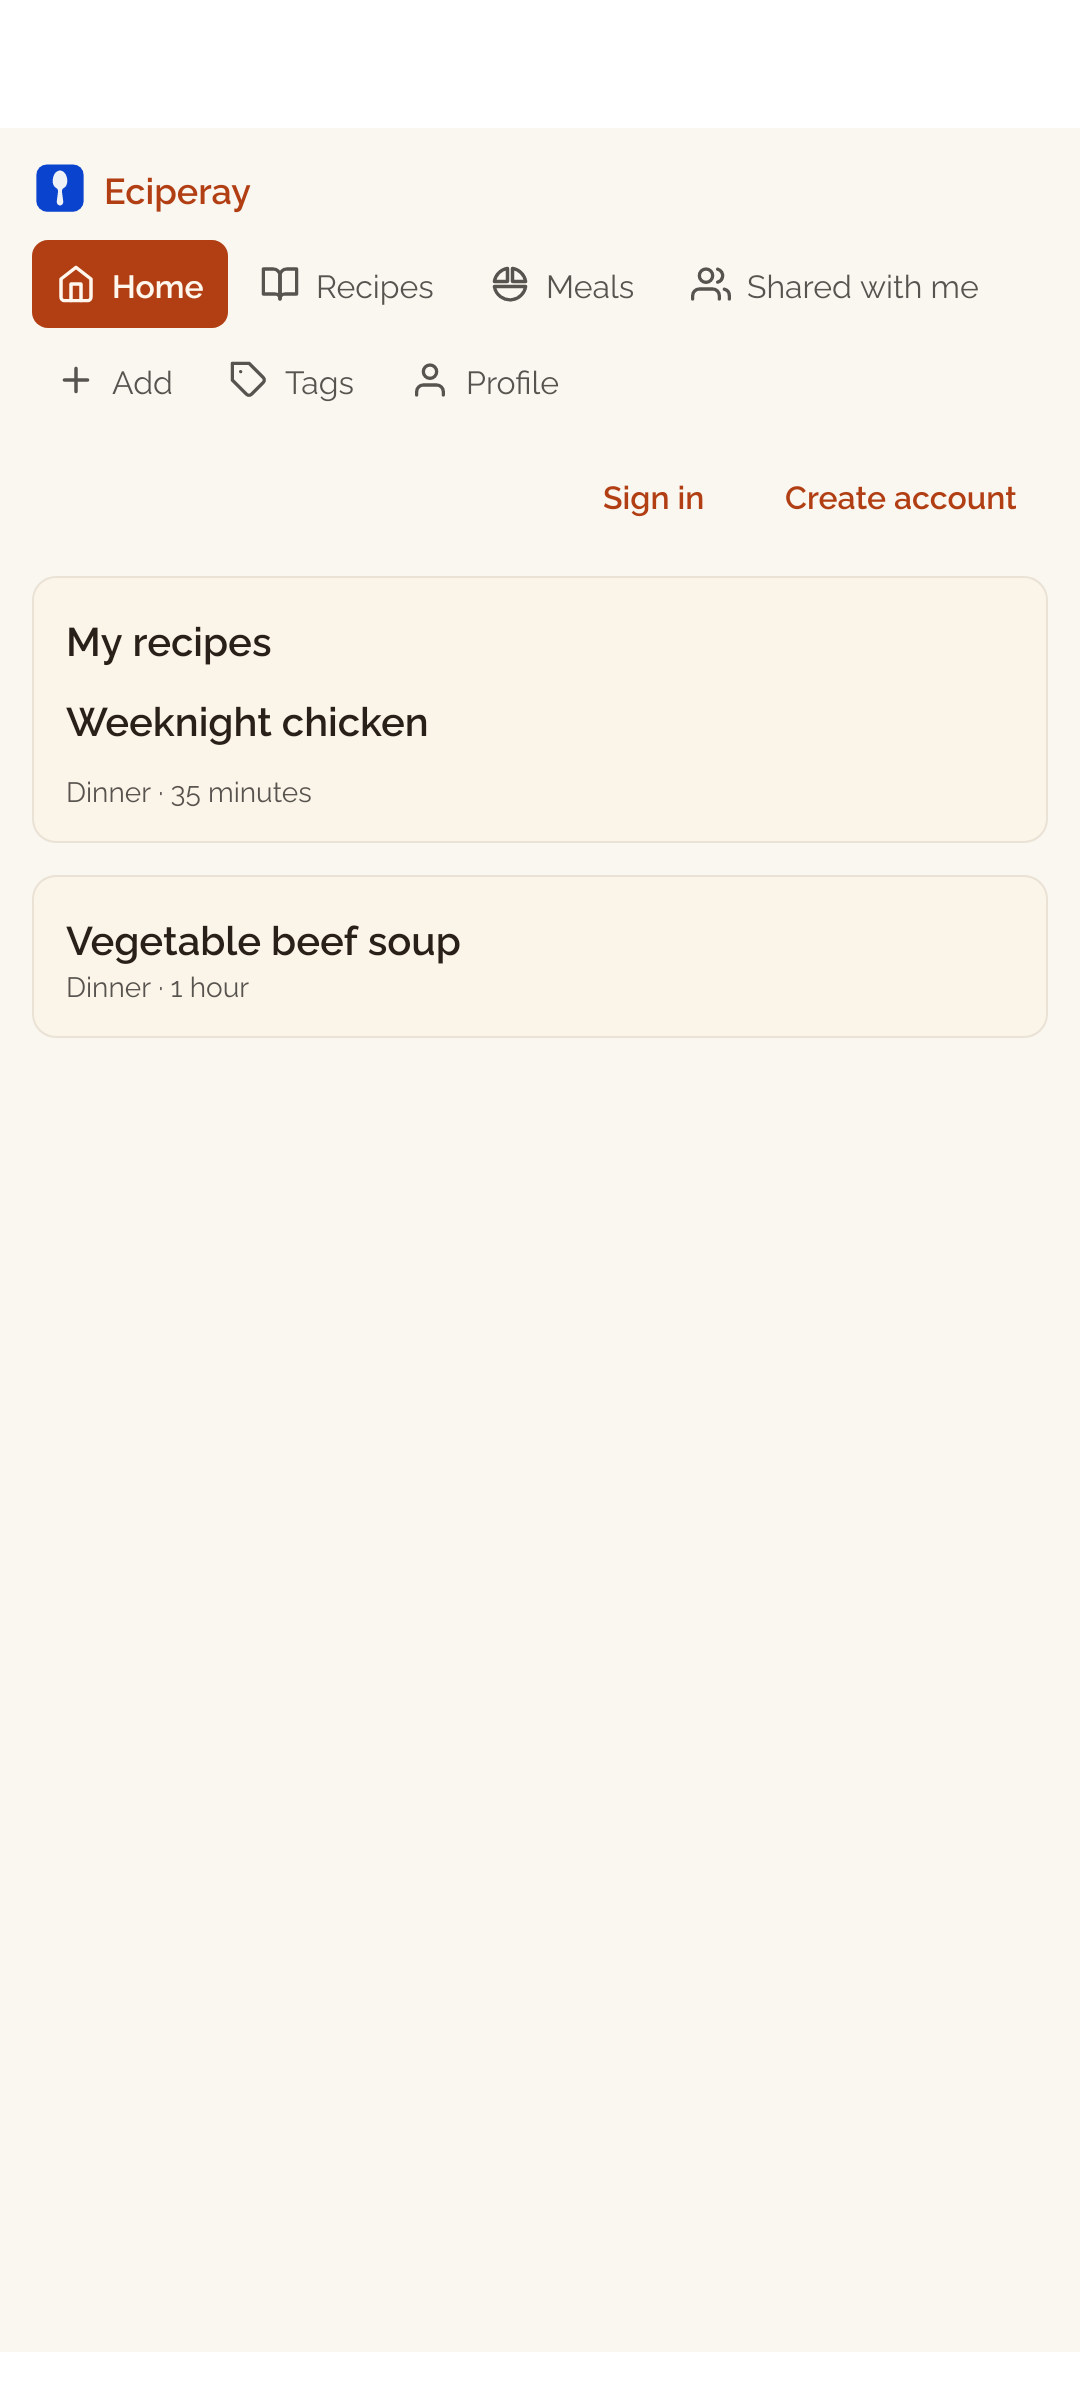 Eciperay
Home Recipes Meals Shared with me
Add Tags Profile
Sign in Create account
My recipes
Weeknight chicken
Dinner · 35 minutes
Vegetable beef soup
Dinner · 1 hour